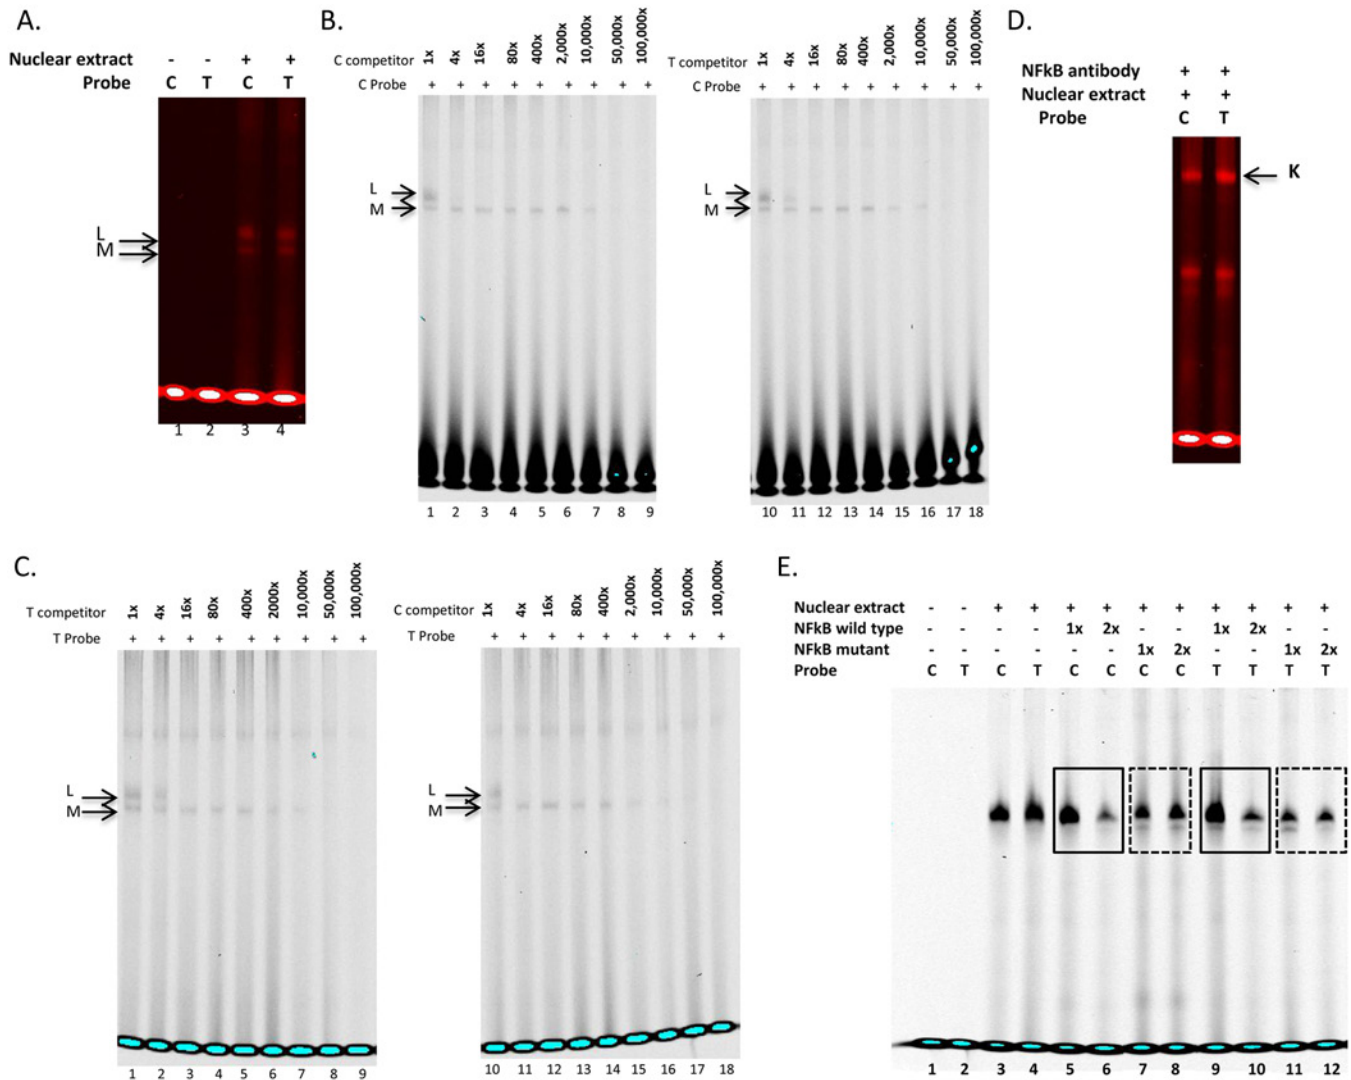 A.
Nuclear extract - - + +
Probe C T C T
L
M
1 2 3 4
B.
C competitor 1x 4x 16x 80x 400x 2,000x 10,000x 50,000x 100,000x
C Probe + + + + + + + + +
L
M
1 2 3 4 5 6 7 8 9
T competitor 1x 4x 16x 80x 400x 2,000x 10,000x 50,000x 100,000x
C Probe + + + + + + + + +
L
M
10 11 12 13 14 15 16 17 18
D.
NFkB antibody + +
Nuclear extract + +
Probe C T
K
C.
T competitor 1x 4x 16x 80x 400x 2000x 10,000x 50,000x 100,000x
T Probe + + + + + + + + +
L
M
1 2 3 4 5 6 7 8 9
C competitor 1x 4x 16x 80x 400x 2,000x 10,000x 50,000x 100,000x
T Probe + + + + + + + + +
L
M
10 11 12 13 14 15 16 17 18
E.
Nuclear extract - - + + + + + + + + + +
NFkB wild type - - - - 1x 2x - - 1x 2x - -
NFkB mutant - - - - - - 1x 2x - - 1x 2x
Probe C T C T C C C C T T T T
1 2 3 4 5 6 7 8 9 10 11 12